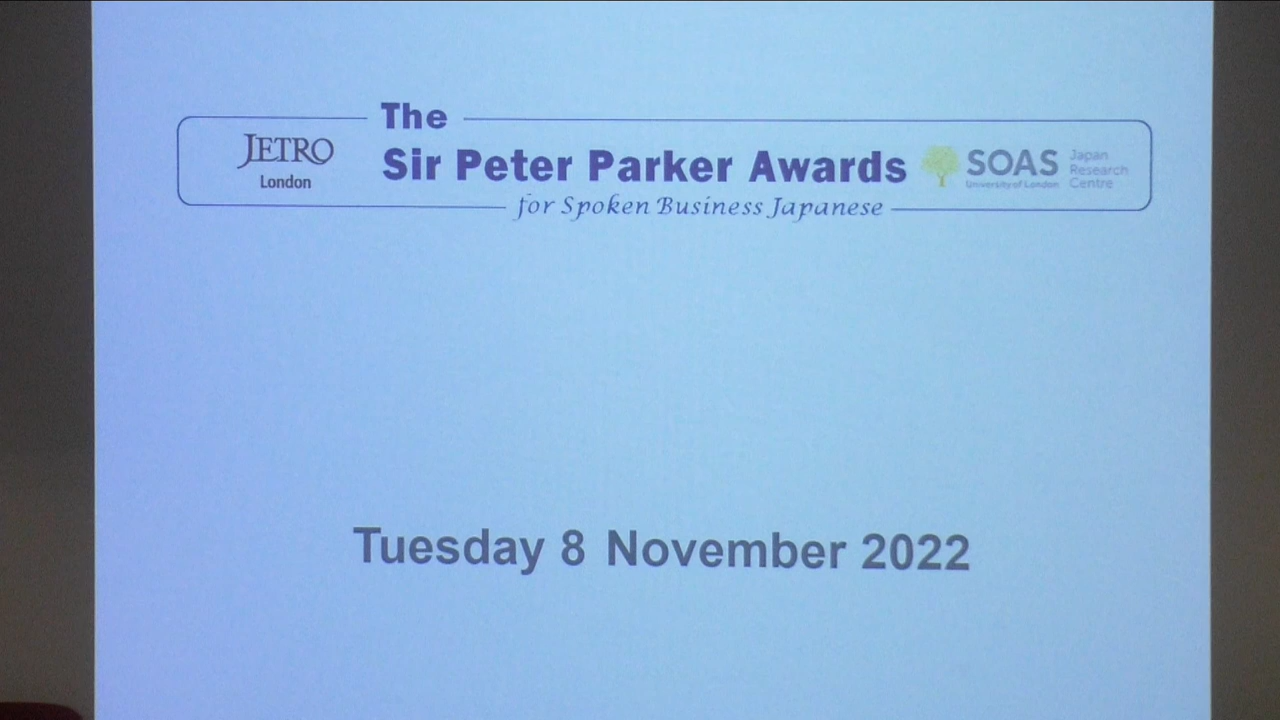 The
JETRO
London
Sir Peter Parker Awards
for Spoken Business Japanese
SOAS
University of London
Japan
Research
Centre
Tuesday 8 November 2022